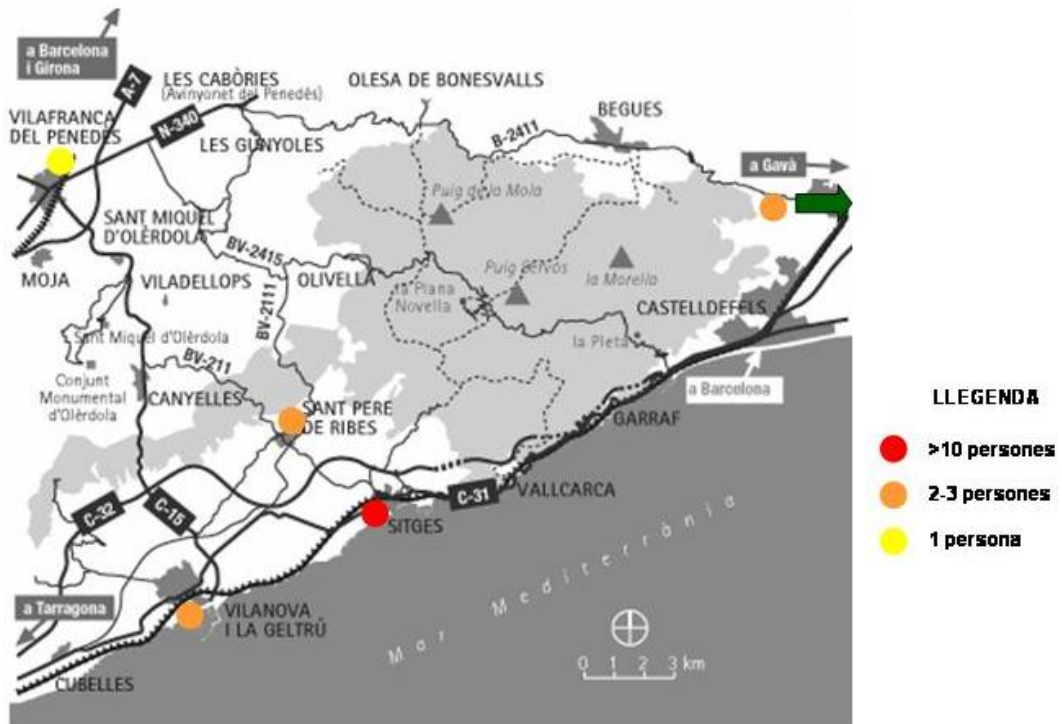 a Barcelona
i Girona
A-7
LES CABÒRIES
(Avinyonet del Penedès)
OLESA DE BONESVALLS
BEGUES
VILAFRANCA
DEL PENEDÈS
N-340
LES GUNYOLES
B-2411
a Gavà
Puig de la Mola
SANT MIQUEL
D'OLÈRDOLA
BV-2415
MOJA
VILADELLOPS
OLIVELLA
Puig
la Morella
la Plana
Novella
BV-2111
CASTELLDEFELS
Sant Miquel d'Olèrdola
la Pleta
BV-211
Conjunt
Monumental
d'Olèrdola
CANYELLES
a Barcelona
SANT PERE
DE RIBES
GARRAF
LLEGENDA
>10 persones
VALLCARCA
C-31
C-32
C-15
SITGES
2-3 persones
1 persona
Mar Mediterrània
a Tarragona
VILANOVA
I LA GELTRÚ
0 1 2 3 km
CUBELLES